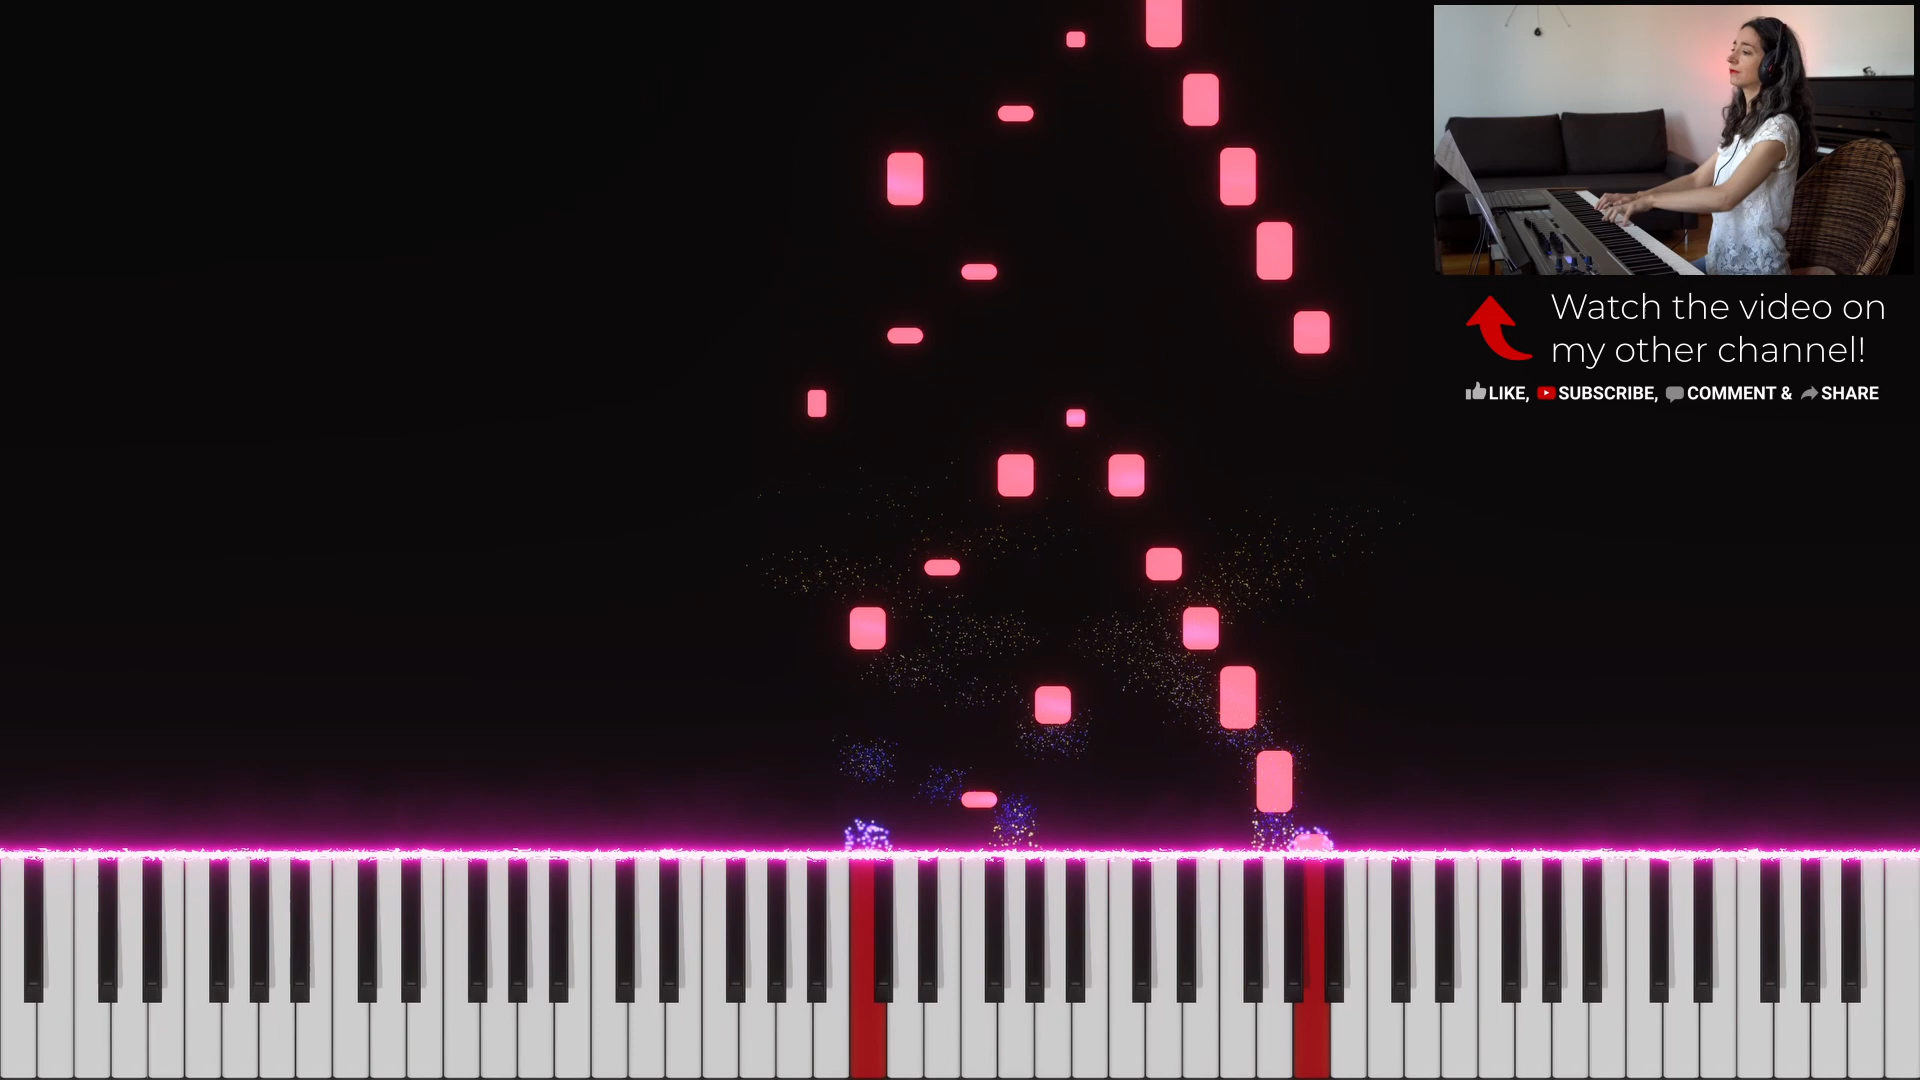 Watch the video on
my other channel!
LIKE, SUBSCRIBE, COMMENT & SHARE